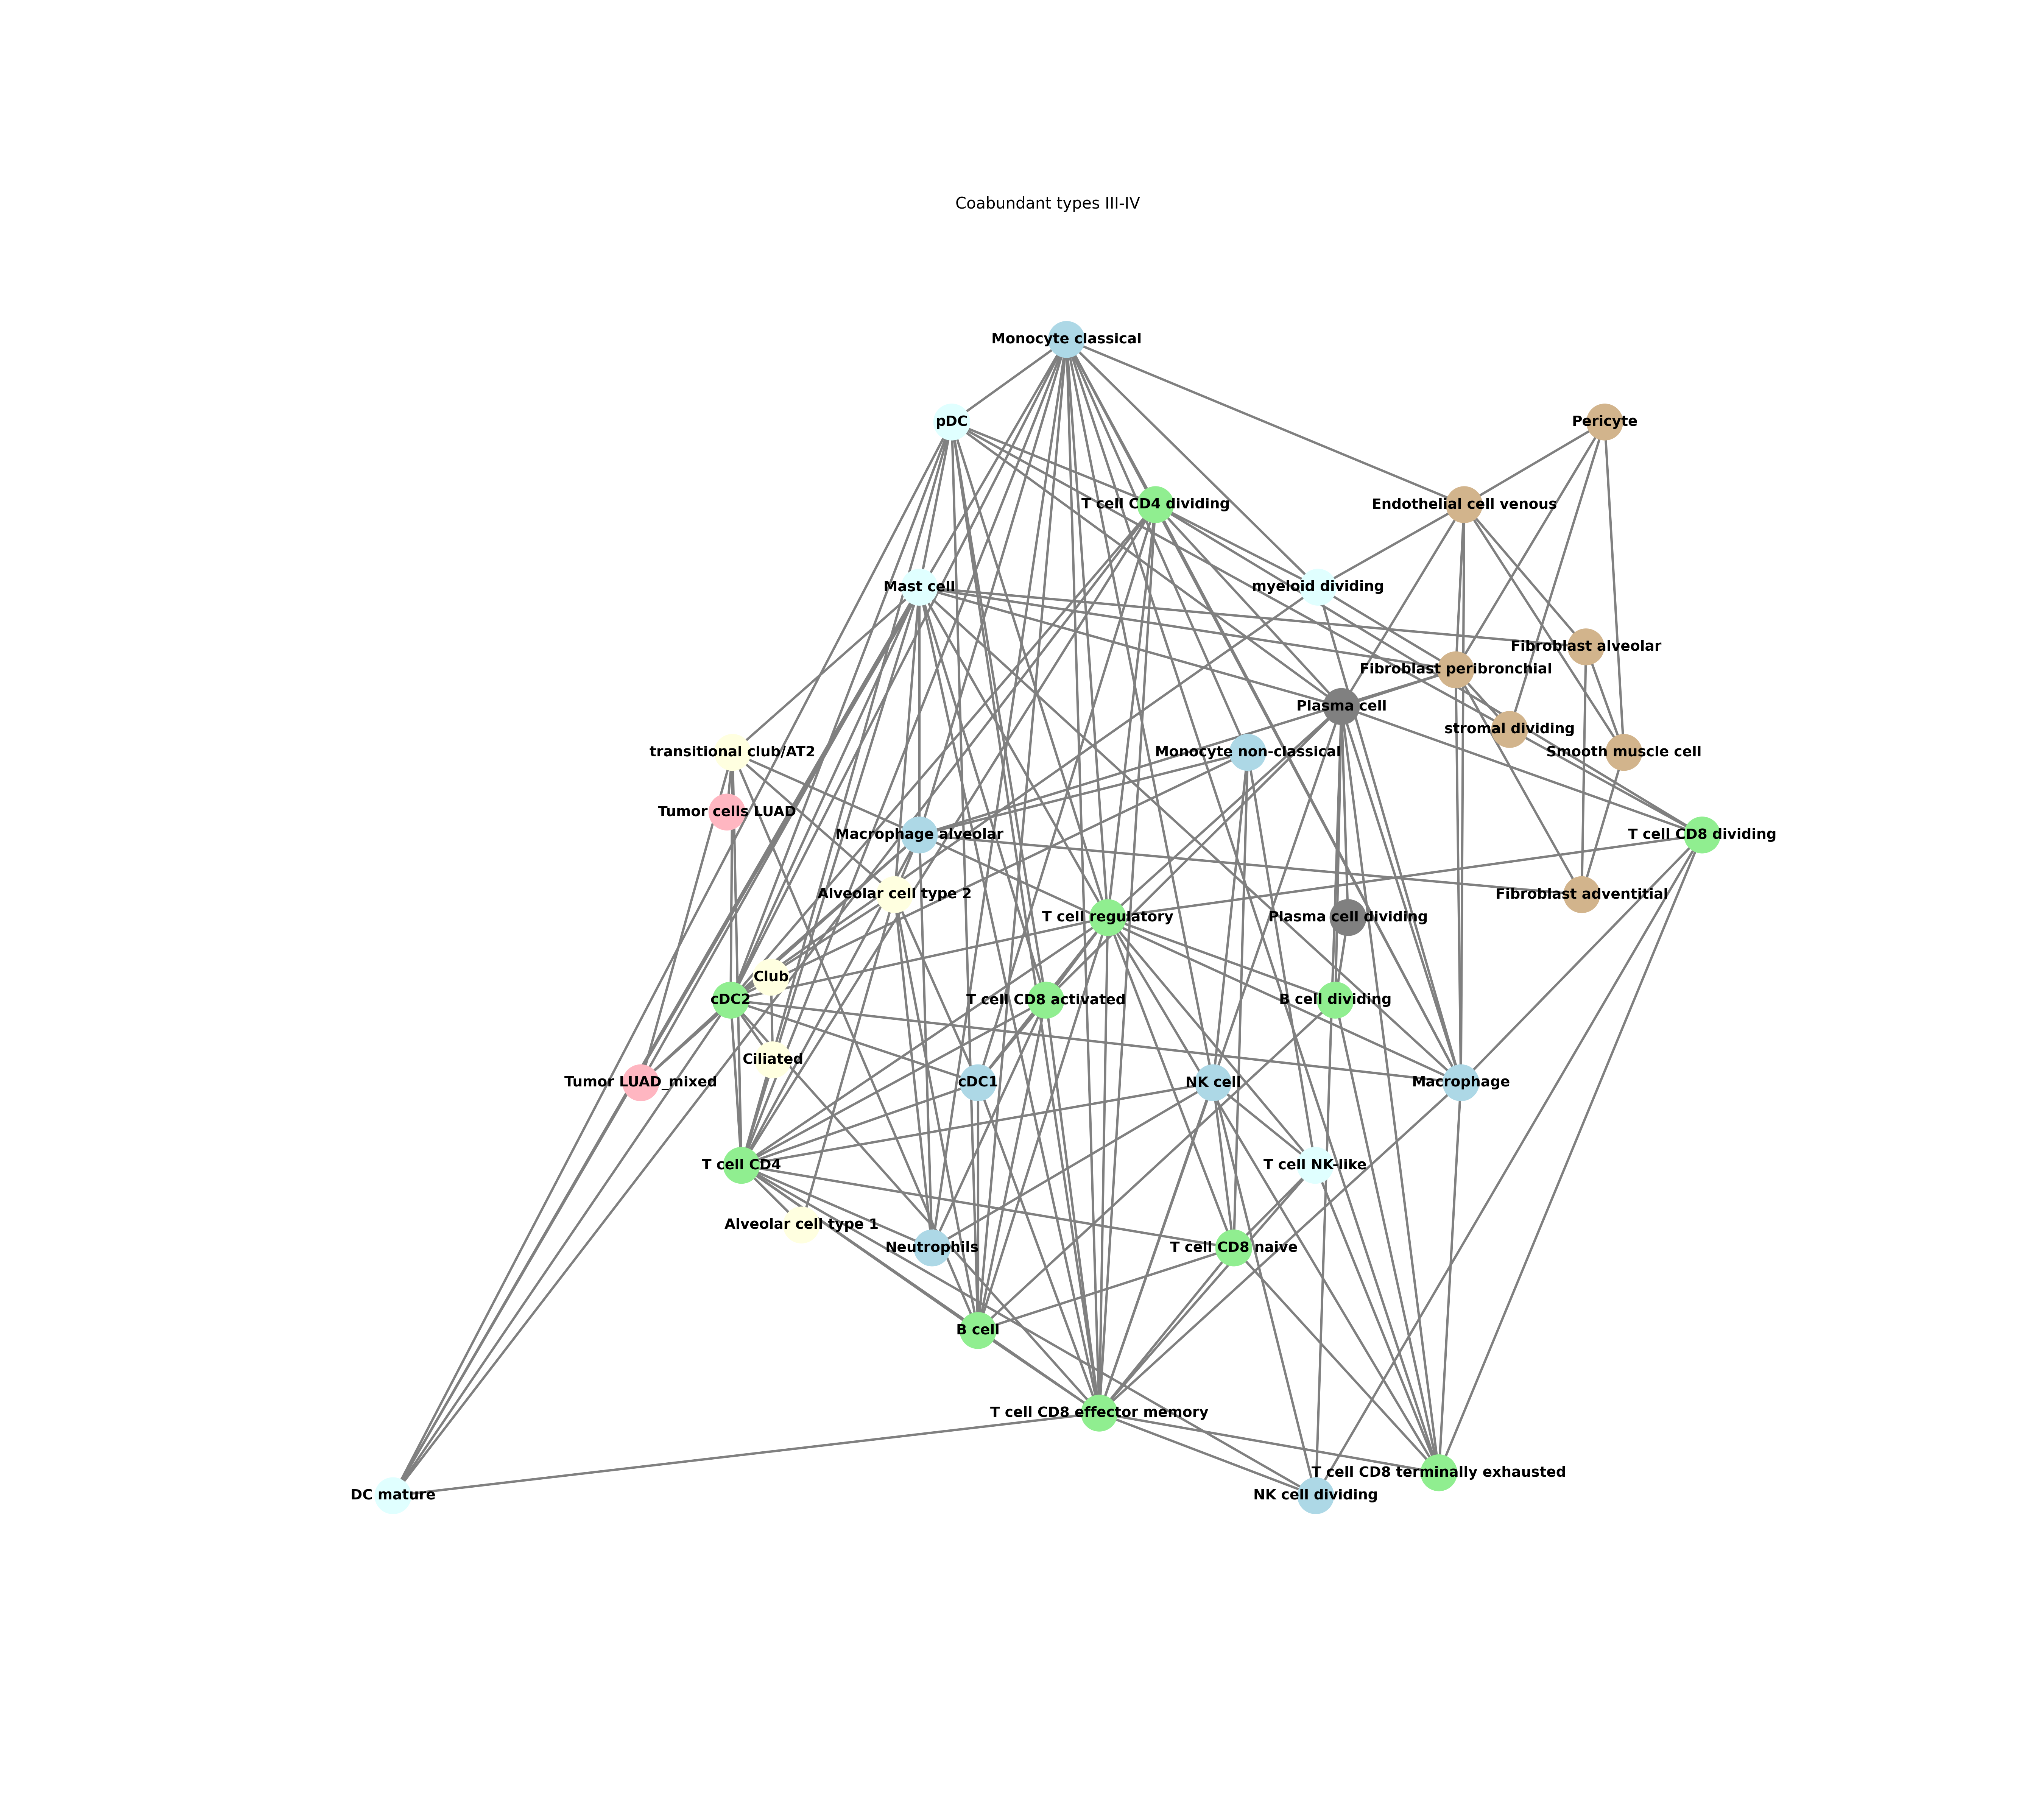 Coabundant types III-IV
Monocyte classical
pDC
Pericyte
T cell CD4 dividing
Endothelial cell venous
Mast cell
myeloid dividing
Fibroblast alveolar
Fibroblast peribronchial
Plasma cell
stromal dividing
transitional club/AT2
Monocyte non-classical
Smooth muscle cell
Tumor cells LUAD
Macrophage alveolar
T cell CD8 dividing
Alveolar cell type 2
Fibroblast adventitial
T cell regulatory
Plasma cell dividing
Club
cDC2
T cell CD8 activated
B cell dividing
Ciliated
Tumor LUAD_mixed
cDC1
NK cell
Macrophage
T cell CD4
T cell NK-like
Alveolar cell type 1
Neutrophils
T cell CD8 naive
B cell
T cell CD8 effector memory
T cell CD8 terminally exhausted
DC mature
NK cell dividing